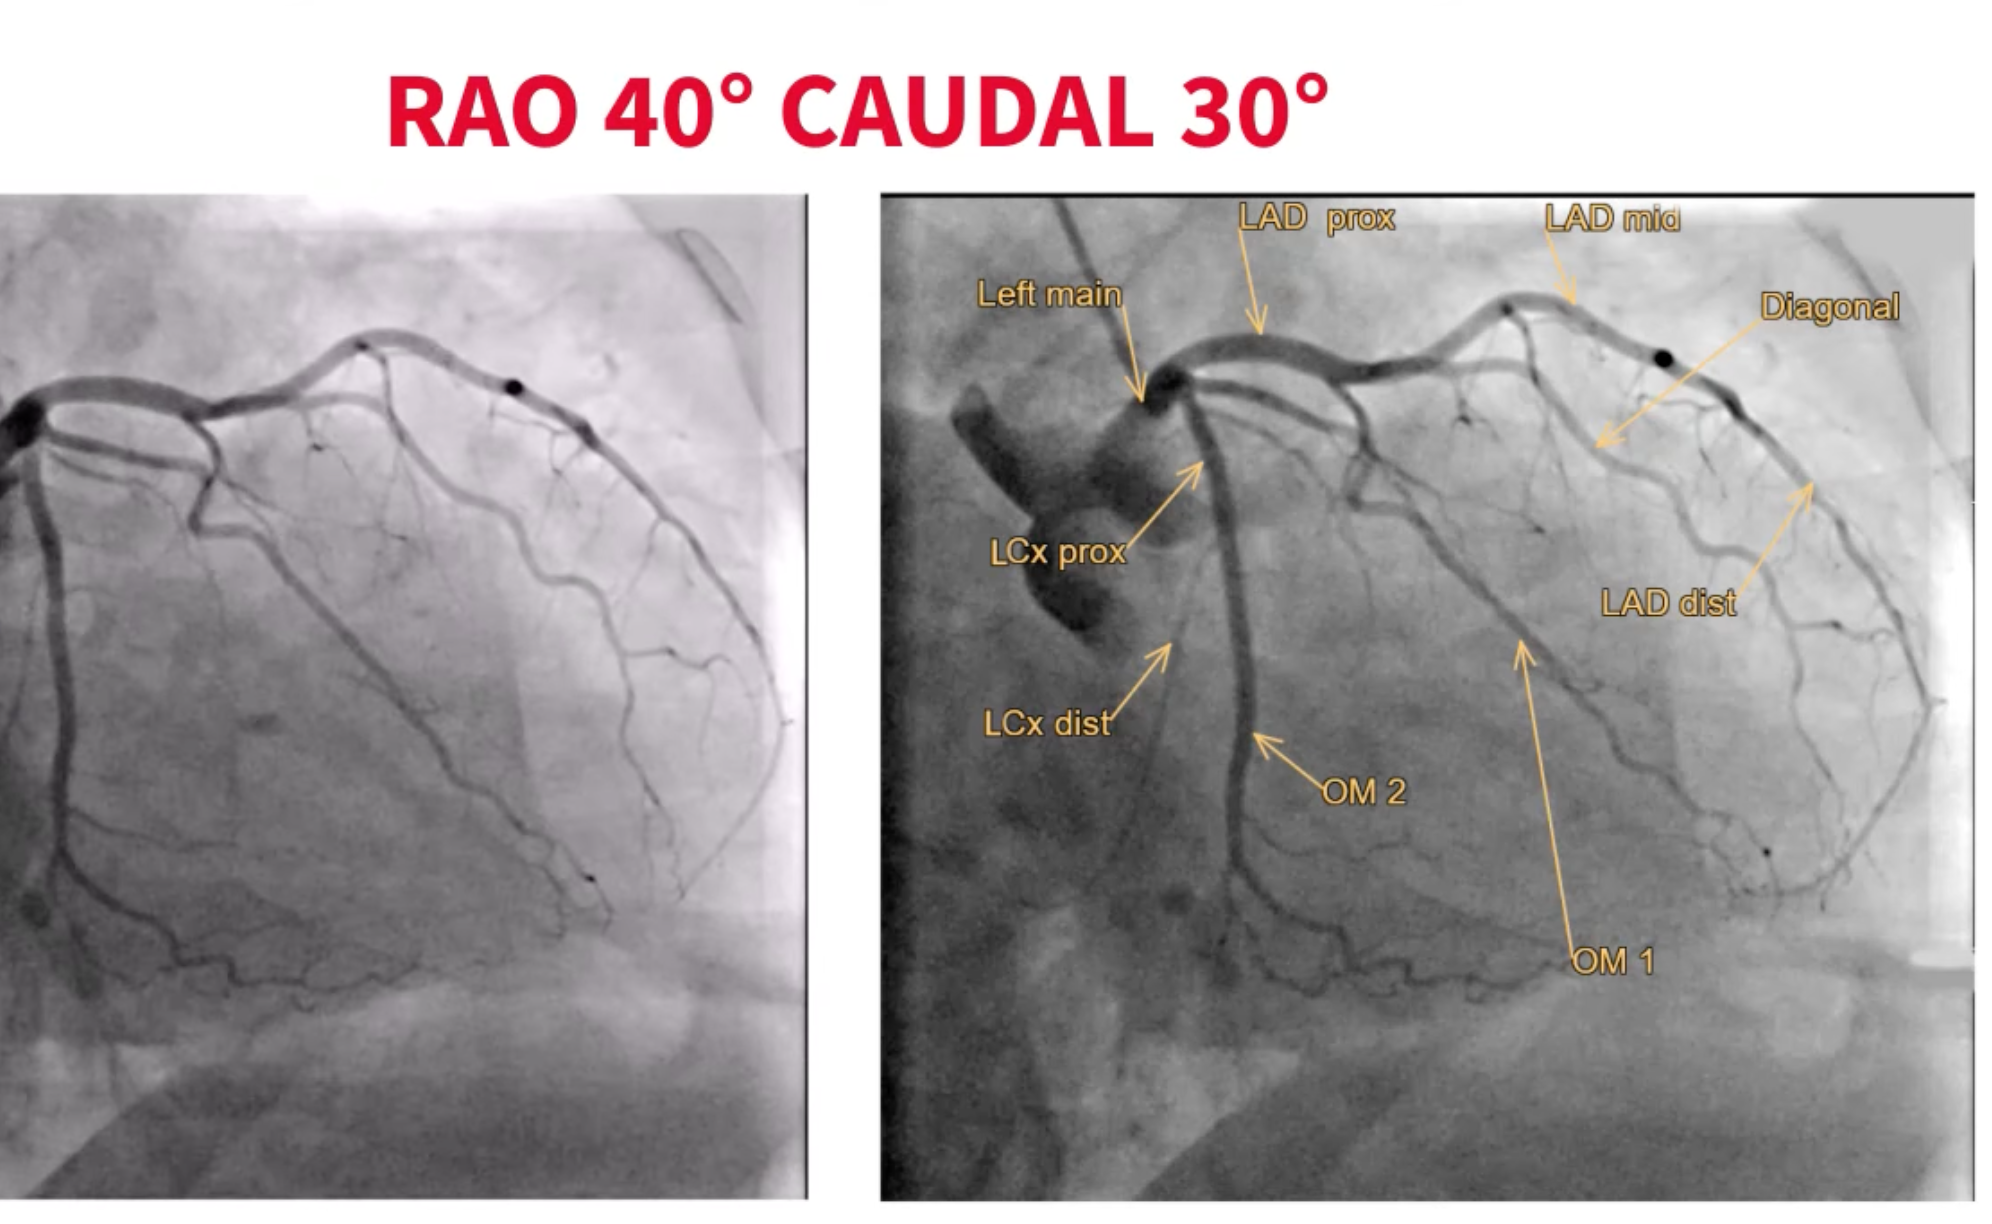 RAO 40° CAUDAL 30°
LAD prox
LAD mid
Left main
Diagonal
LCx prox
LAD dist
LCx dist
OM 2
OM 1